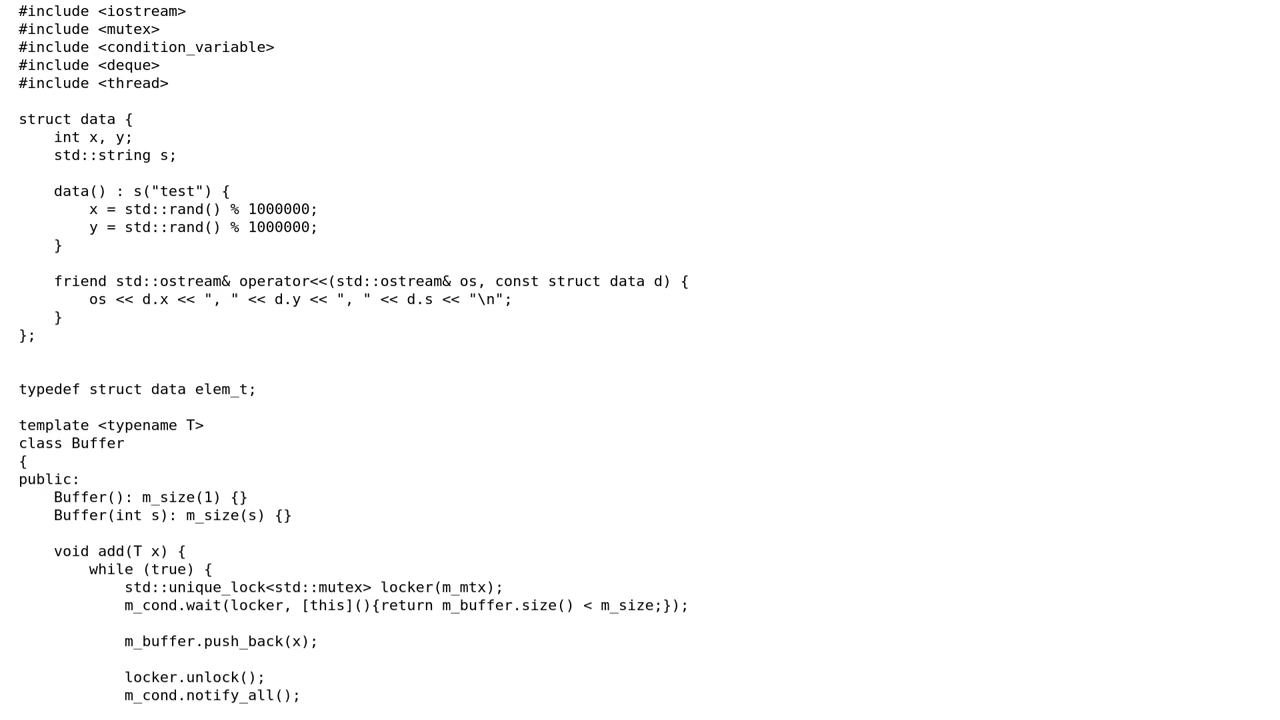 #include <iostream>
#include <mutex>
#include <condition_variable>
#include <deque>
#include <thread>

struct data {
    int x, y;
    std::string s;

    data() : s("test") {
        x = std::rand() % 1000000;
        y = std::rand() % 1000000;
    }

    friend std::ostream& operator<<(std::ostream& os, const struct data d) {
        os << d.x << ", " << d.y << ", " << d.s << "\n";
    }
};


typedef struct data elem_t;

template <typename T>
class Buffer
{
public:
    Buffer(): m_size(1) {}
    Buffer(int s): m_size(s) {}

    void add(T x) {
        while (true) {
            std::unique_lock<std::mutex> locker(m_mtx);
            m_cond.wait(locker, [this](){return m_buffer.size() < m_size;});

            m_buffer.push_back(x);

            locker.unlock();
            m_cond.notify_all();